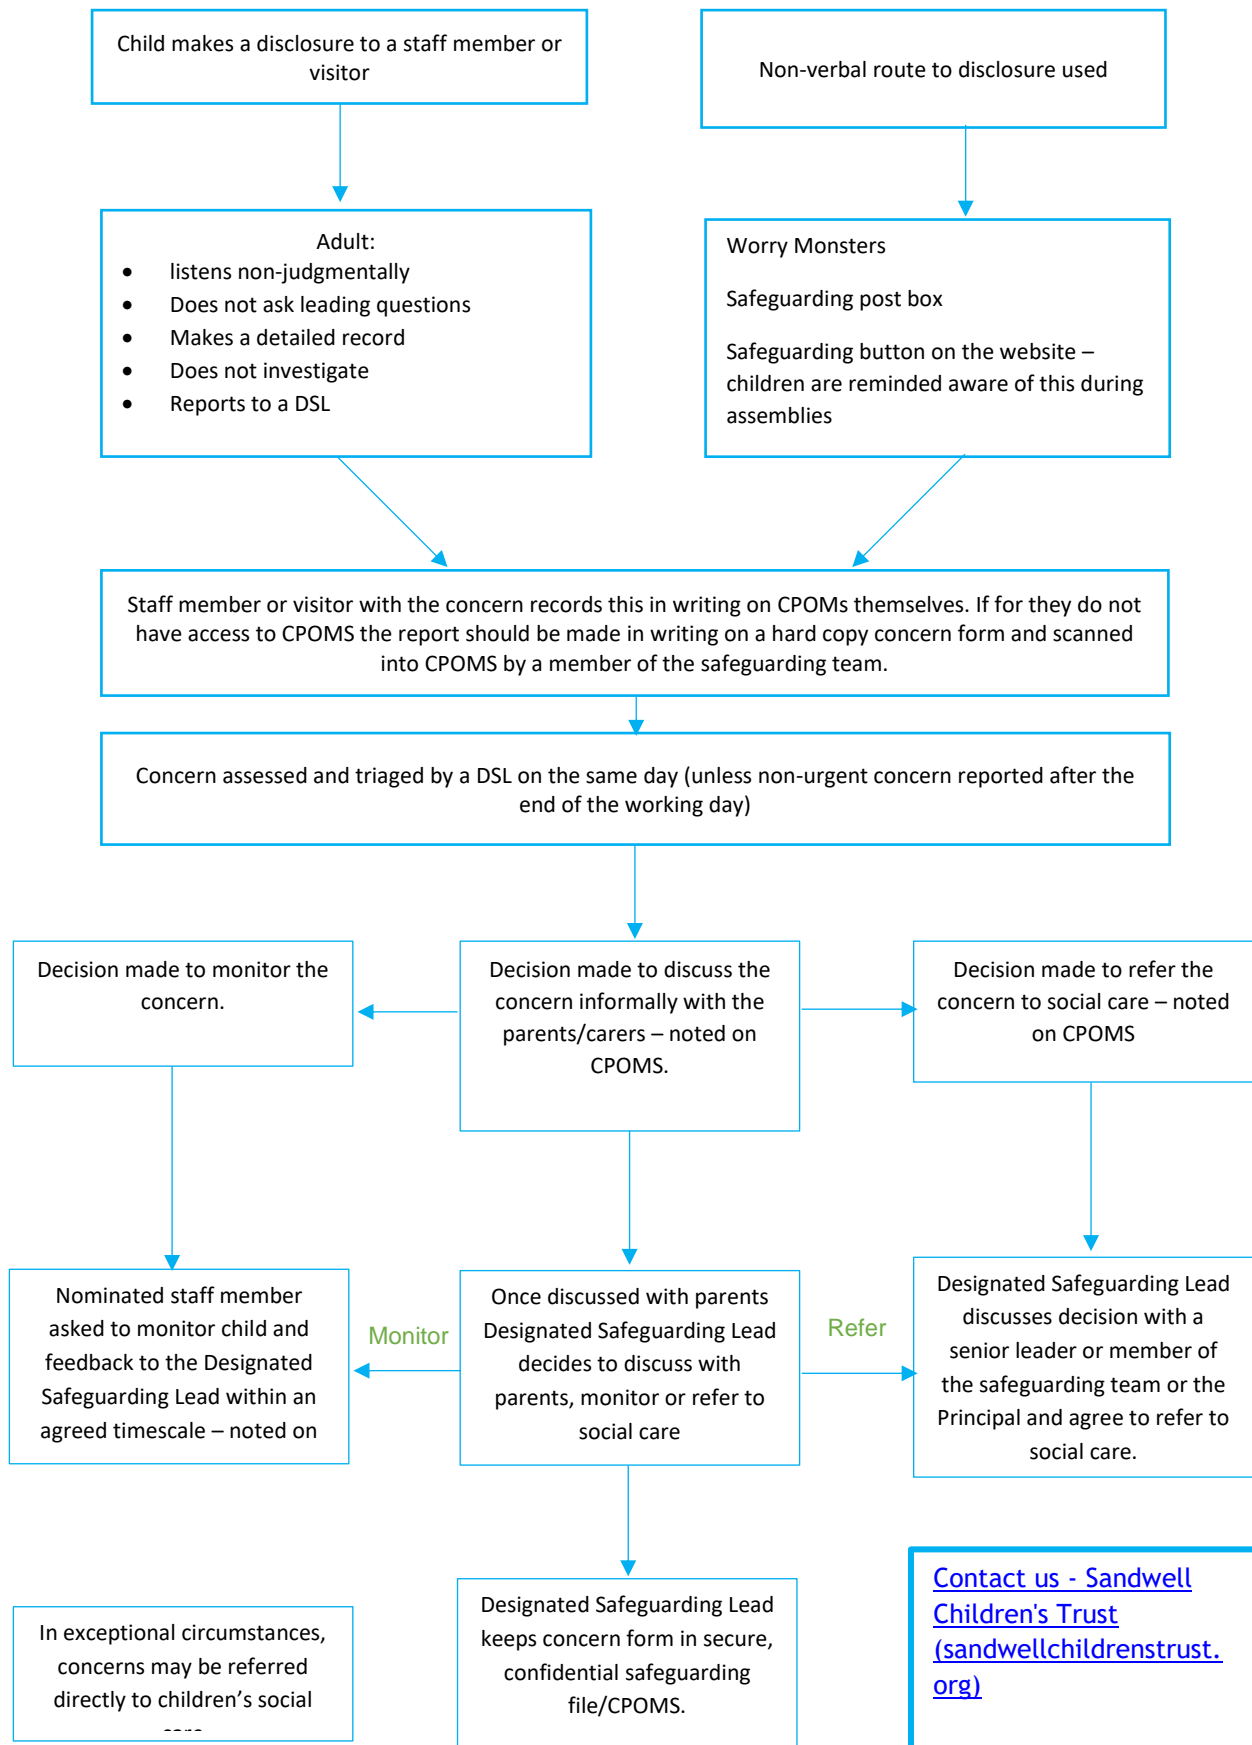 Child makes a disclosure to a staff member or
visitor
Non-verbal route to disclosure used
Adult:
• listens non-judgmentally
• Does not ask leading questions
• Makes a detailed record
• Does not investigate
• Reports to a DSL
Worry Monsters
Safeguarding post box
Safeguarding button on the website –
children are reminded aware of this during
assemblies
Staff member or visitor with the concern records this in writing on CPOMs themselves. If for they do not
have access to CPOMS the report should be made in writing on a hard copy concern form and scanned
into CPOMS by a member of the safeguarding team.
Concern assessed and triaged by a DSL on the same day (unless non-urgent concern reported after the
end of the working day)
Decision made to monitor the
concern.
Decision made to discuss the
concern informally with the
parents/carers – noted on
CPOMS.
Decision made to refer the
concern to social care – noted
on CPOMS
Nominated staff member
asked to monitor child and
feedback to the Designated
Safeguarding Lead within an
agreed timescale – noted on
Monitor
Once discussed with parents
Designated Safeguarding Lead
decides to discuss with
parents, monitor or refer to
social care
Refer
Designated Safeguarding Lead
discusses decision with a
senior leader or member of
the safeguarding team or the
Principal and agree to refer to
social care.
In exceptional circumstances,
concerns may be referred
directly to children’s social
Designated Safeguarding Lead
keeps concern form in secure,
confidential safeguarding
file/CPOMS.
Contact us - Sandwell
Children's Trust
(sandwellchildrenstrust.
org)